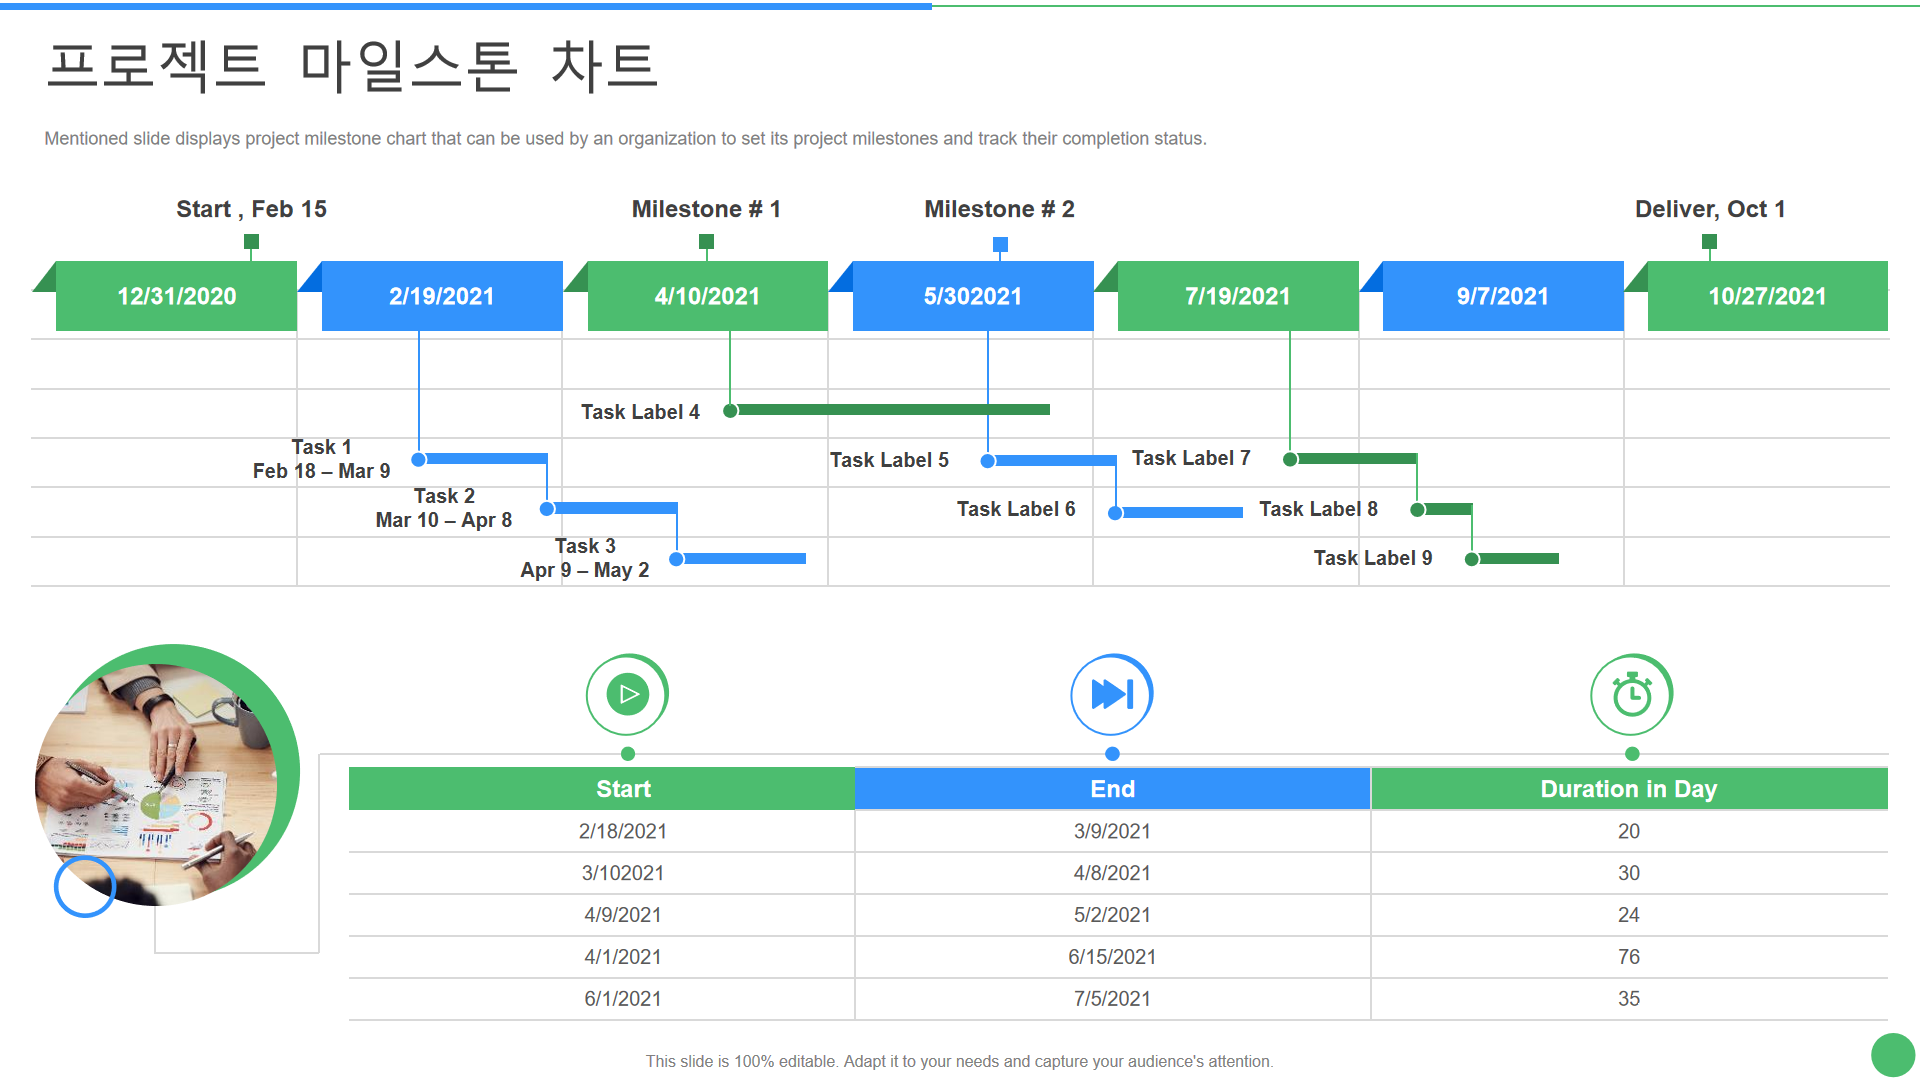 프로젝트 마일스톤 차트
Mentioned slide displays project milestone chart that can be used by an organization to set its project milestones and track their completion status.
Start , Feb 15
Milestone # 1
Milestone # 2
Deliver, Oct 1
12/31/2020
2/19/2021
4/10/2021
5/302021
7/19/2021
9/7/2021
10/27/2021
Task Label 4
Task 1
Feb 18 – Mar 9
Task Label 5
Task Label 7
Task 2
Mar 10 – Apr 8
Task Label 6
Task Label 8
Task 3
Apr 9 – May 2
Task Label 9
Start
End
Duration in Day
2/18/2021
3/9/2021
20
3/102021
4/8/2021
30
4/9/2021
5/2/2021
24
4/1/2021
6/15/2021
76
6/1/2021
7/5/2021
35
This slide is 100% editable. Adapt it to your needs and capture your audience's attention.